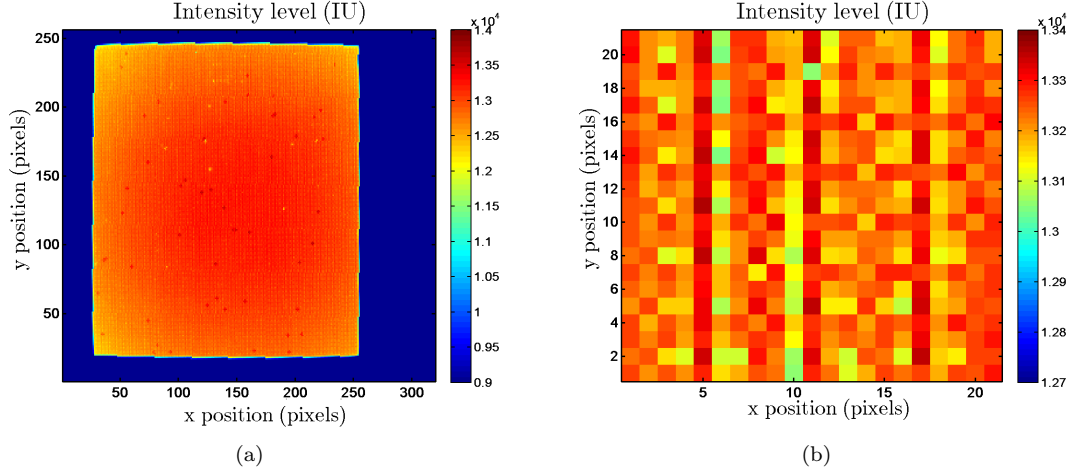 Intensity level (IU)
x 10⁴
250
200
150
100
50
50 100 150 200 250 300
y position (pixels)
x position (pixels)
1.4
1.35
1.3
1.25
1.2
1.15
1.1
1.05
1
0.95
0.9
(a)
Intensity level (IU)
x 10⁴
20
18
16
14
12
10
8
6
4
2
5 10 15 20
y position (pixels)
x position (pixels)
1.34
1.33
1.32
1.31
1.3
1.29
1.28
1.27
(b)